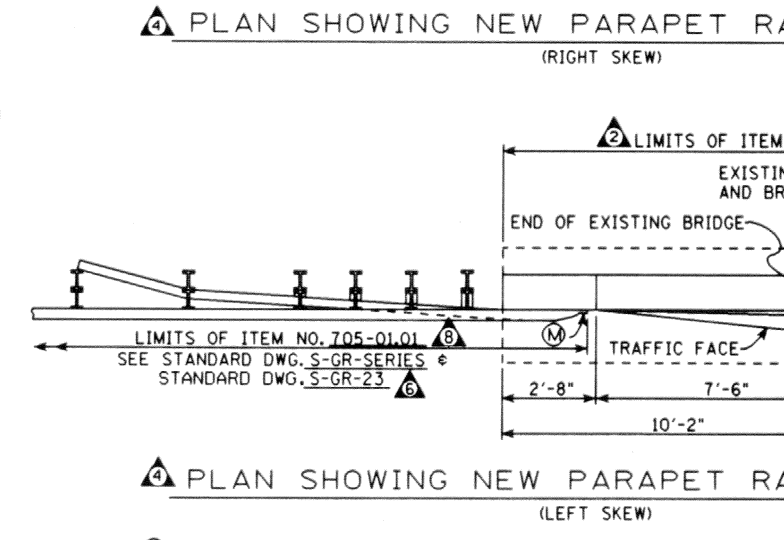 4 PLAN SHOWING NEW PARAPET RA
(RIGHT SKEW)
2 LIMITS OF ITEM
EXISTIN
AND BR
END OF EXISTING BRIDGE
LIMITS OF ITEM NO. 705-01.01 8
M
TRAFFIC FACE
SEE STANDARD DWG. S-GR-SERIES &
STANDARD DWG. S-GR-23 6
2'-8" 7'-6"
10'-2"
4 PLAN SHOWING NEW PARAPET RA
(LEFT SKEW)